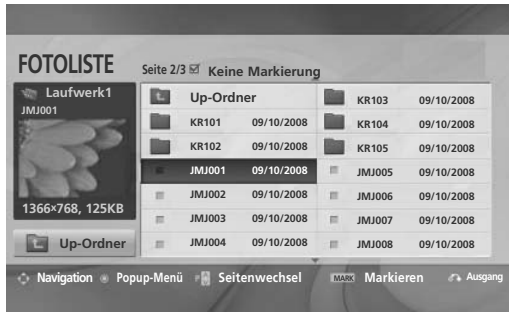 FOTOLISTE
Seite 2/3 Keine Markierung
Laufwerk1
JMJ001
1366×768, 125KB
Up-Ordner
Up-Ordner
KR101 09/10/2008
KR102 09/10/2008
JMJ001 09/10/2008
JMJ002 09/10/2008
JMJ003 09/10/2008
JMJ004 09/10/2008
KR103 09/10/2008
KR104 09/10/2008
KR105 09/10/2008
JMJ005 09/10/2008
JMJ006 09/10/2008
JMJ007 09/10/2008
JMJ008 09/10/2008
Navigation Popup-Menü P Seitenwechsel MARK Markieren Ausgang